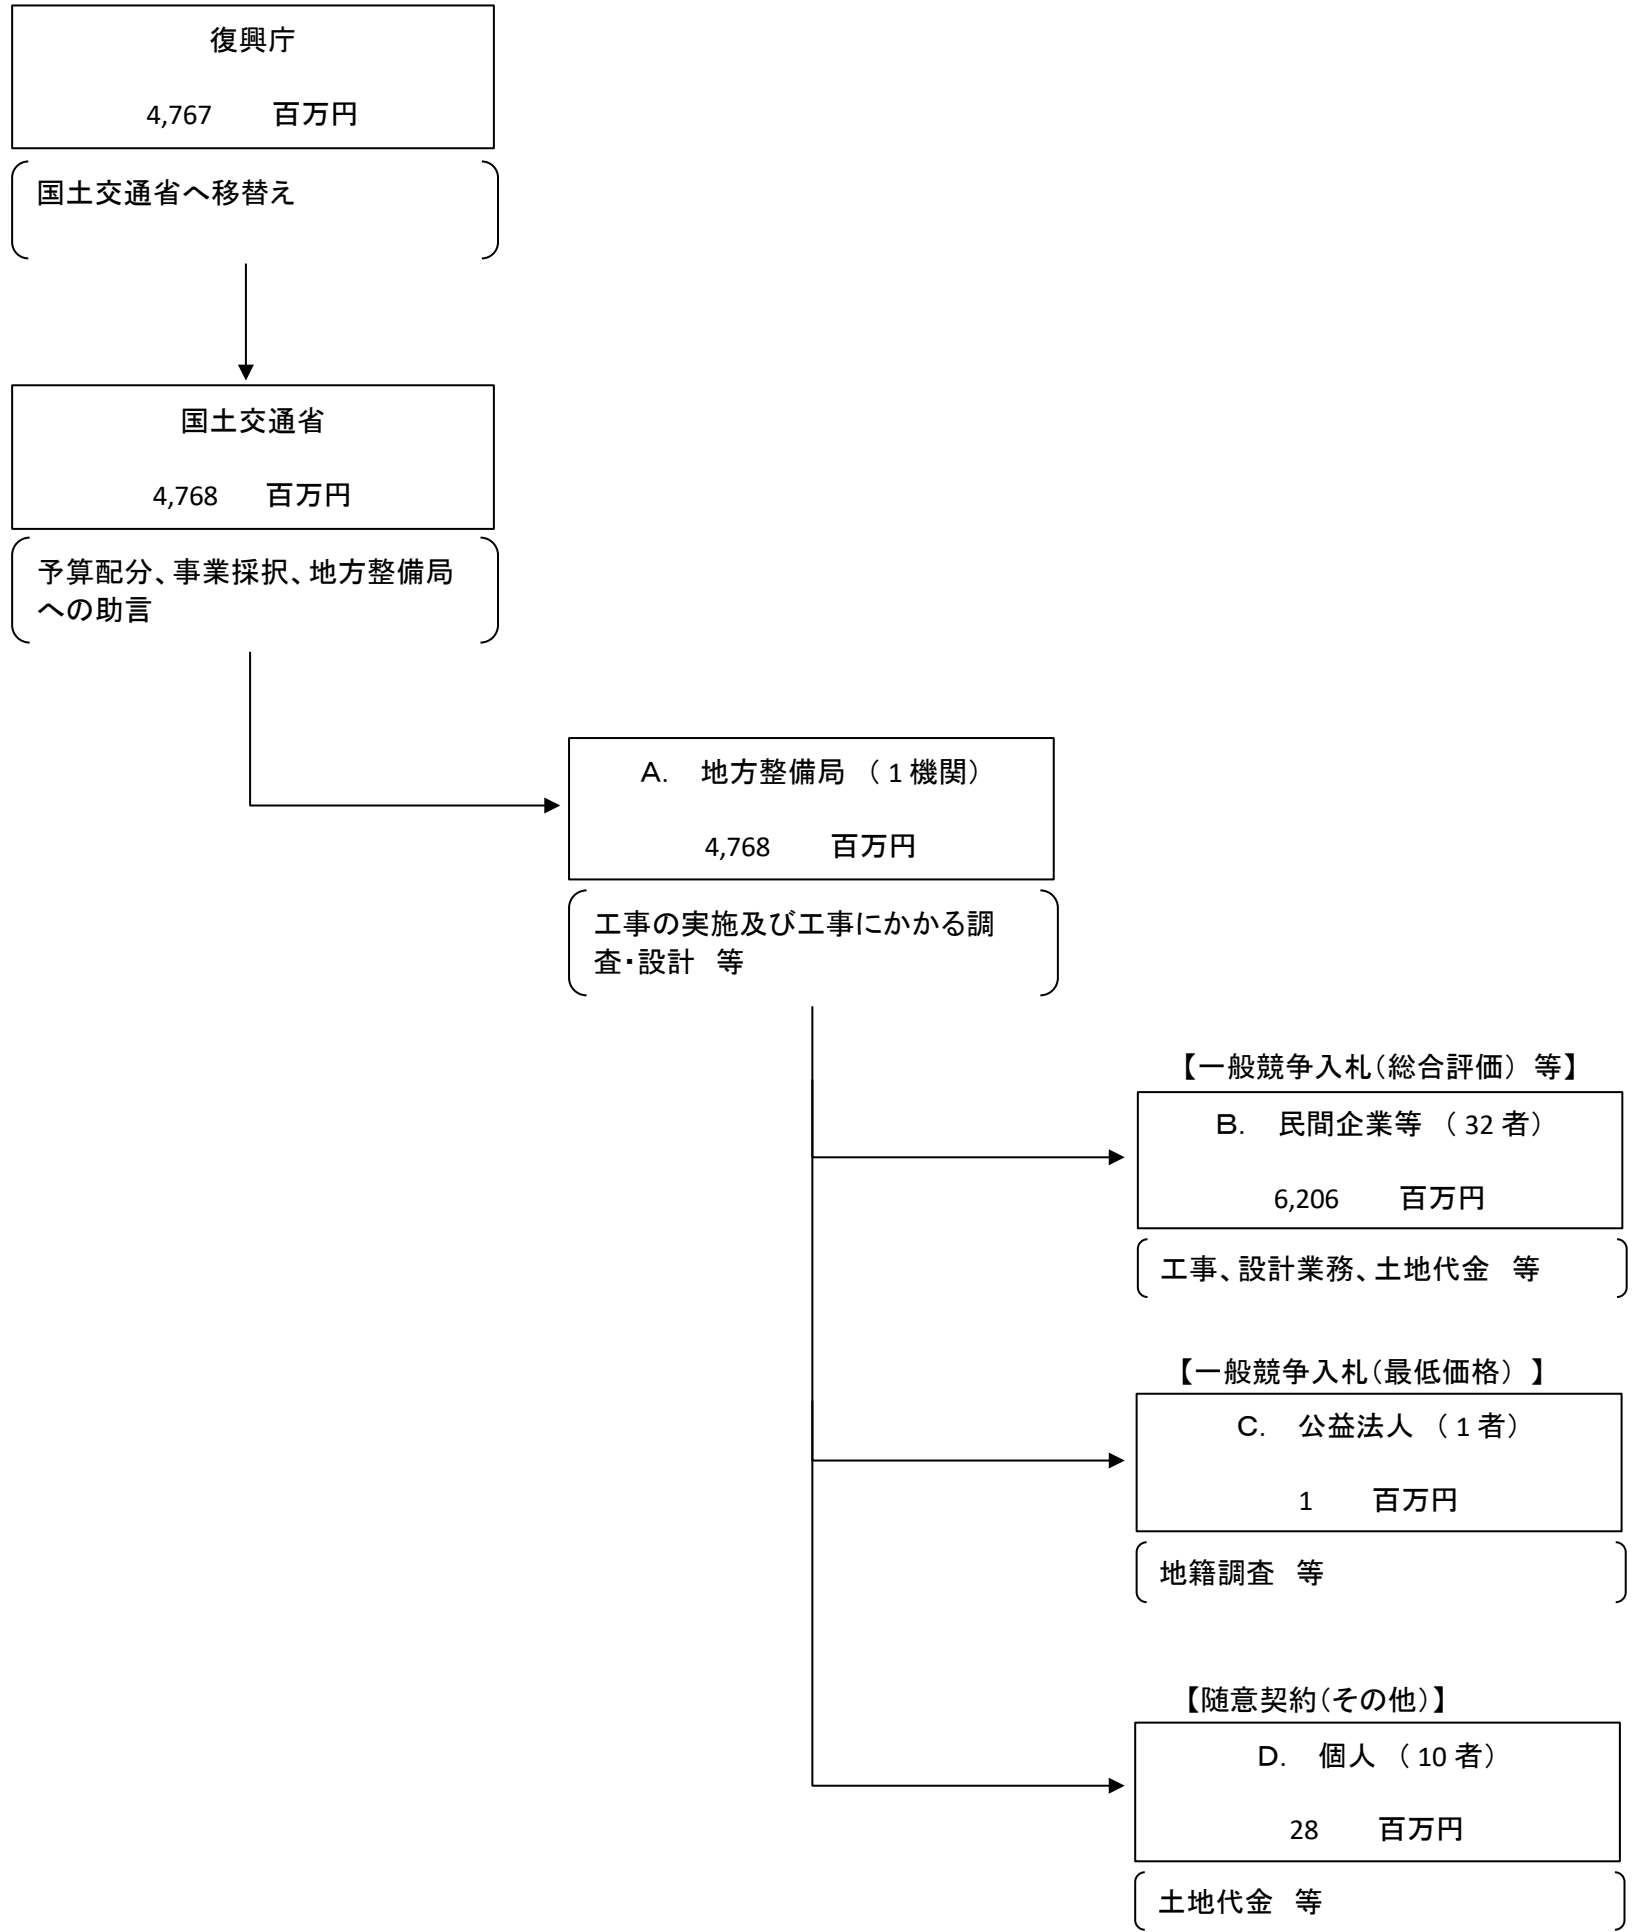 復興庁
4,767 百万円
国土交通省へ移替え
国土交通省
4,768 百万円
予算配分、事業採択、地方整備局
への助言
A. 地方整備局 （ 1 機関）
4,768 百万円
工事の実施及び工事にかかる調
査・設計 等
【一般競争入札（総合評価） 等】
B. 民間企業等 （ 32 者）
6,206 百万円
工事、設計業務、土地代金 等
【一般競争入札（最低価格） 】
C. 公益法人 （ 1 者）
1 百万円
地籍調査 等
【随意契約（その他）】
D. 個人 （ 10 者）
28 百万円
土地代金 等